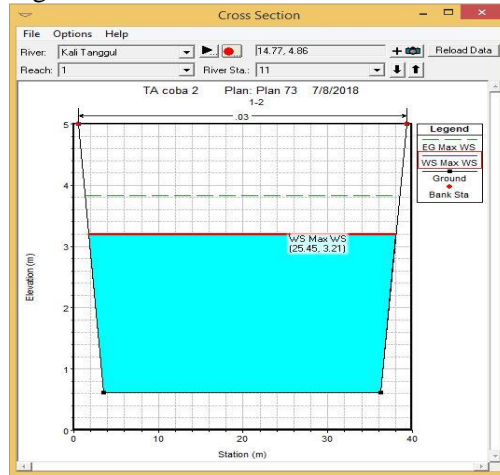 Cross Section
File Options Help
River: Kali Tanggul 14.77, 4.86 Reload Data
Reach: 1 River Sta.: 11
TA coba 2 Plan: Plan 73 7/8/2018
1-2
.03
Legend
EG Max WS
WS Max WS
Ground
Bank Sta
WS Max WS
(25.45, 3.21)
Elevation (m)
5
4
3
2
1
0
0 10 20 30 40
Station (m)